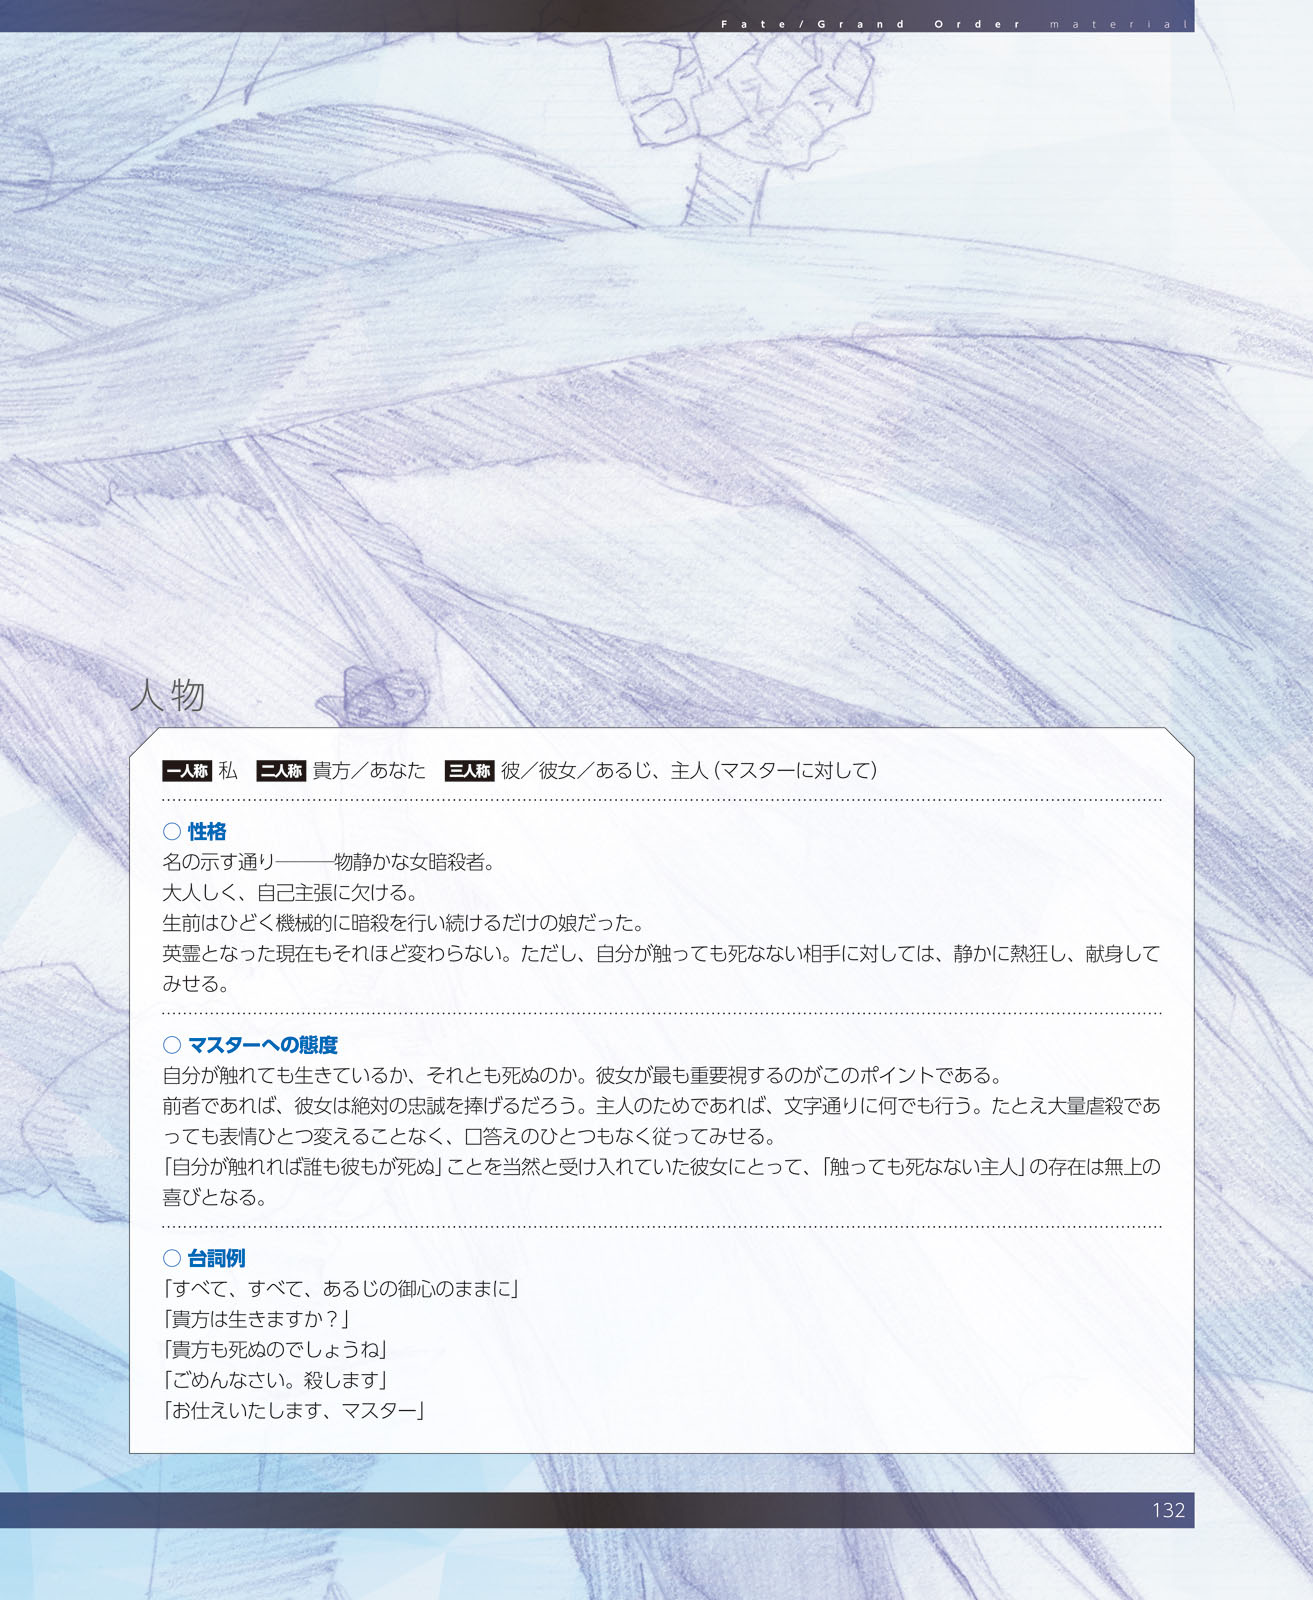 Fate/Grand Order material
人物
一人称 私 二人称 貴方／あなた 三人称 彼／彼女／あるじ、主人（マスターに対して）
○ 性格
名の示す通り―――物静かな女暗殺者。
大人しく、自己主張に欠ける。
生前はひどく機械的に暗殺を行い続けるだけの娘だった。
英霊となった現在もそれほど変わらない。ただし、自分が触っても死なない相手に対しては、静かに熱狂し、献身して
みせる。
○ マスターへの態度
自分が触れても生きているか、それとも死ぬのか。彼女が最も重要視するのがこのポイントである。
前者であれば、彼女は絶対の忠誠を捧げるだろう。主人のためであれば、文字通りに何でも行う。たとえ大量虐殺であ
っても表情ひとつ変えることなく、口答えのひとつもなく従ってみせる。
「自分が触れれば誰も彼もが死ぬ」ことを当然と受け入れていた彼女にとって、「触っても死なない主人」の存在は無上の
喜びとなる。
○ 台詞例
「すべて、すべて、あるじの御心のままに」
「貴方は生きますか？」
「貴方も死ぬのでしょうね」
「ごめんなさい。殺します」
「お仕えいたします、マスター」
132